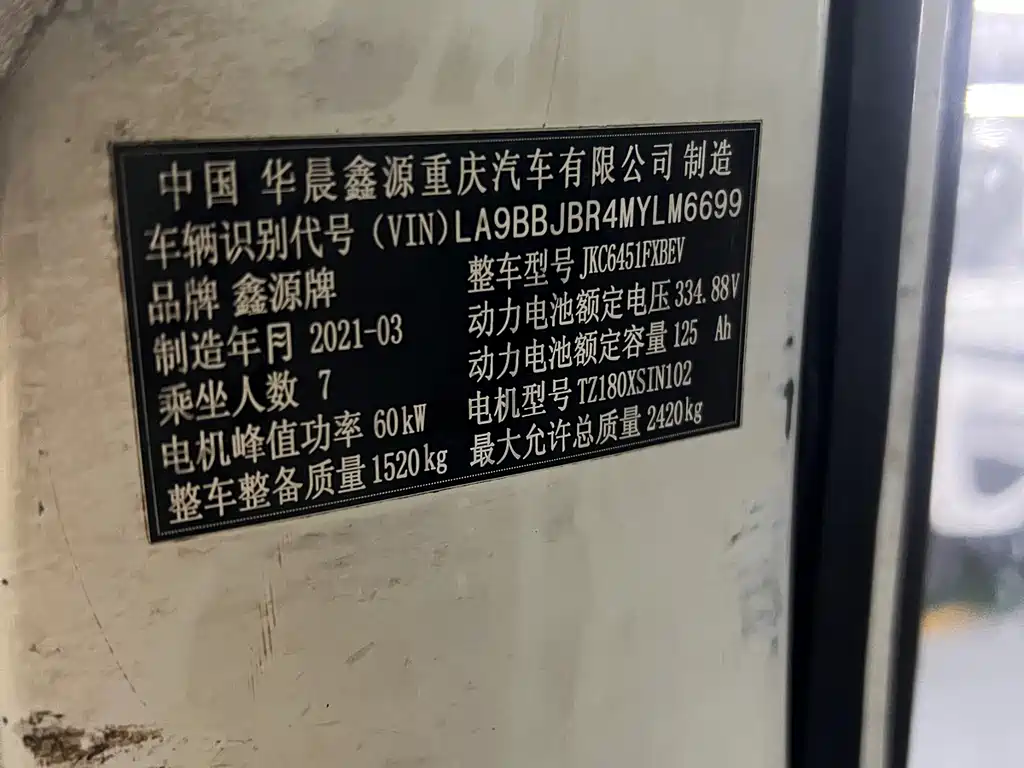 中国 华晨鑫源重庆汽车有限公司 制造
车辆识别代号（VIN）LA9BBJBR4MYLM6699
品牌 鑫源牌 整车型号 JKC6451FXBEV
制造年月 2021-03 动力电池额定电压 334.88V
乘坐人数 7 动力电池额定容量 125 Ah
电机峰值功率 60kW 电机型号 TZ180XSIN102
整车整备质量 1520kg 最大允许总质量 2420kg